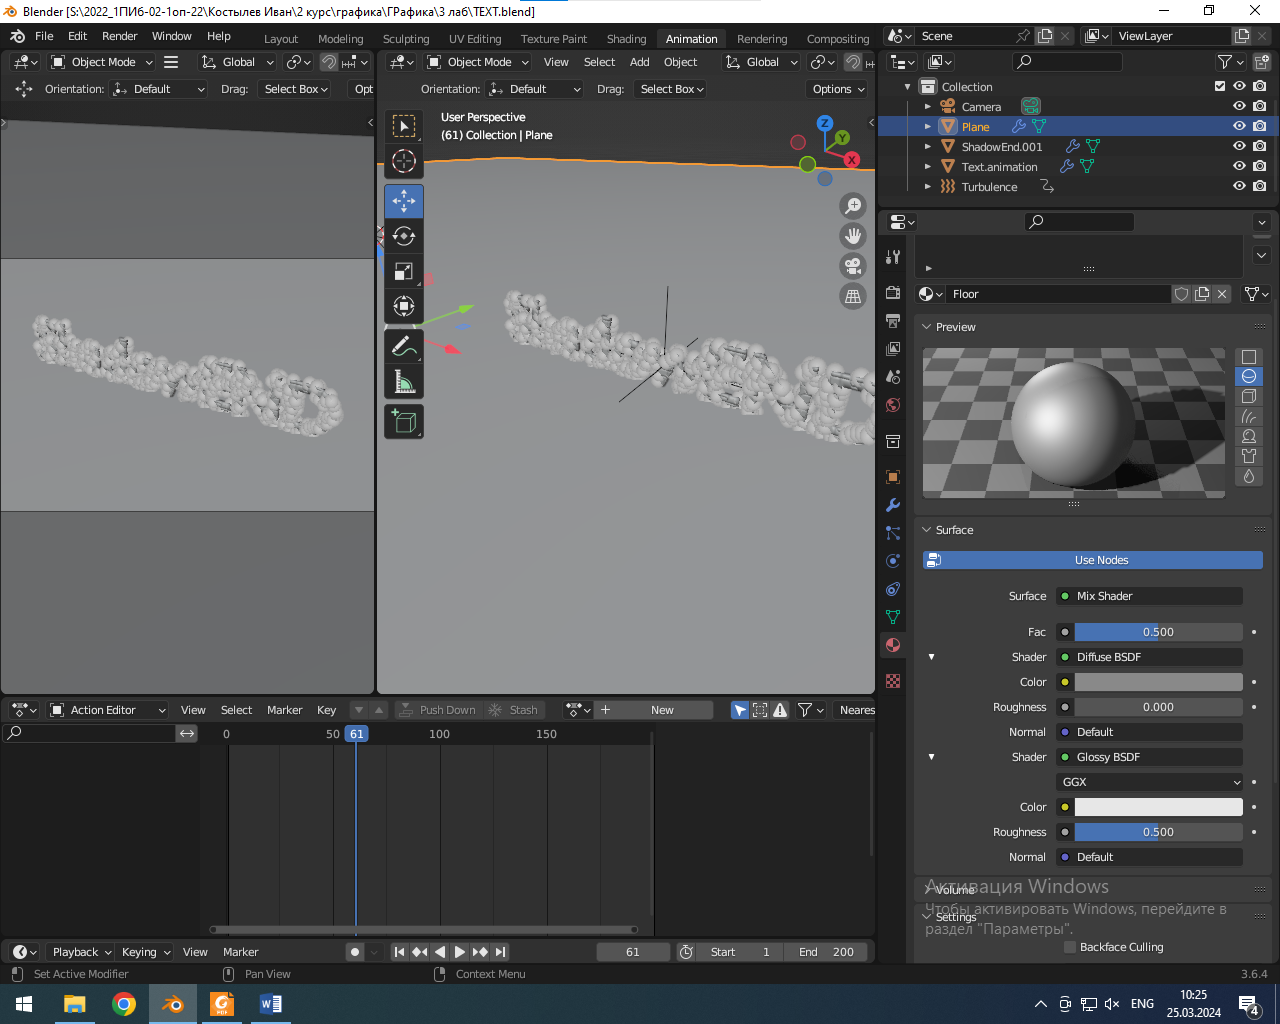 Blender [S:\2022_1ПИб-02-1оп-22\Костылев Иван\2 курс\графика\ГРафика\3 лаб\TEXT.blend]
File Edit Render Window Help
Layout Modeling Sculpting UV Editing Texture Paint Shading Animation Rendering Compositing
Scene
ViewLayer
Object Mode
Global
Object Mode
View Select Add Object
Global
Orientation: Default
Drag: Select Box
Opt
Orientation: Default
Drag: Select Box
Options
User Perspective
(61) Collection | Plane
Z
Y
X
Collection
Camera
Plane
ShadowEnd.001
Text.animation
Turbulence
Floor
Preview
Surface
Use Nodes
Surface Mix Shader
Fac 0.500
Shader Diffuse BSDF
Color
Roughness 0.000
Normal Default
Shader Glossy BSDF
GGX
Color
Roughness 0.500
Normal Default
Volume
Settings
Backface Culling
Активация Windows
Чтобы активировать Windows, перейдите в
раздел "Параметры".
Action Editor
View Select Marker Key
Push Down
Stash
New
Neares
0 50 61 100 150
Playback Keying View Marker
61
Start 1
End 200
Set Active Modifier
Pan View
Context Menu
3.6.4
PDF
ENG
10:25
25.03.2024
4